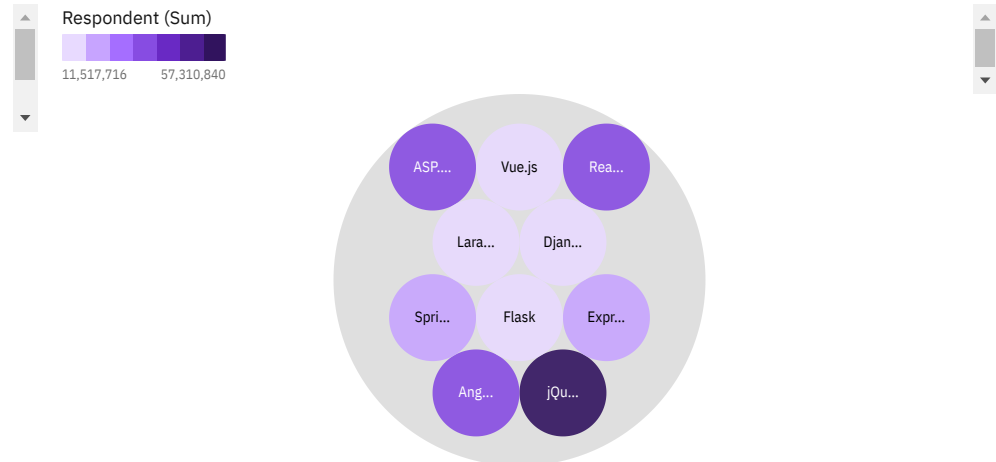 Respondent (Sum)
11,517,716 57,310,840
ASP.... Vue.js Rea...
Lara... Djan...
Spri... Flask Expr...
Ang... jQu...